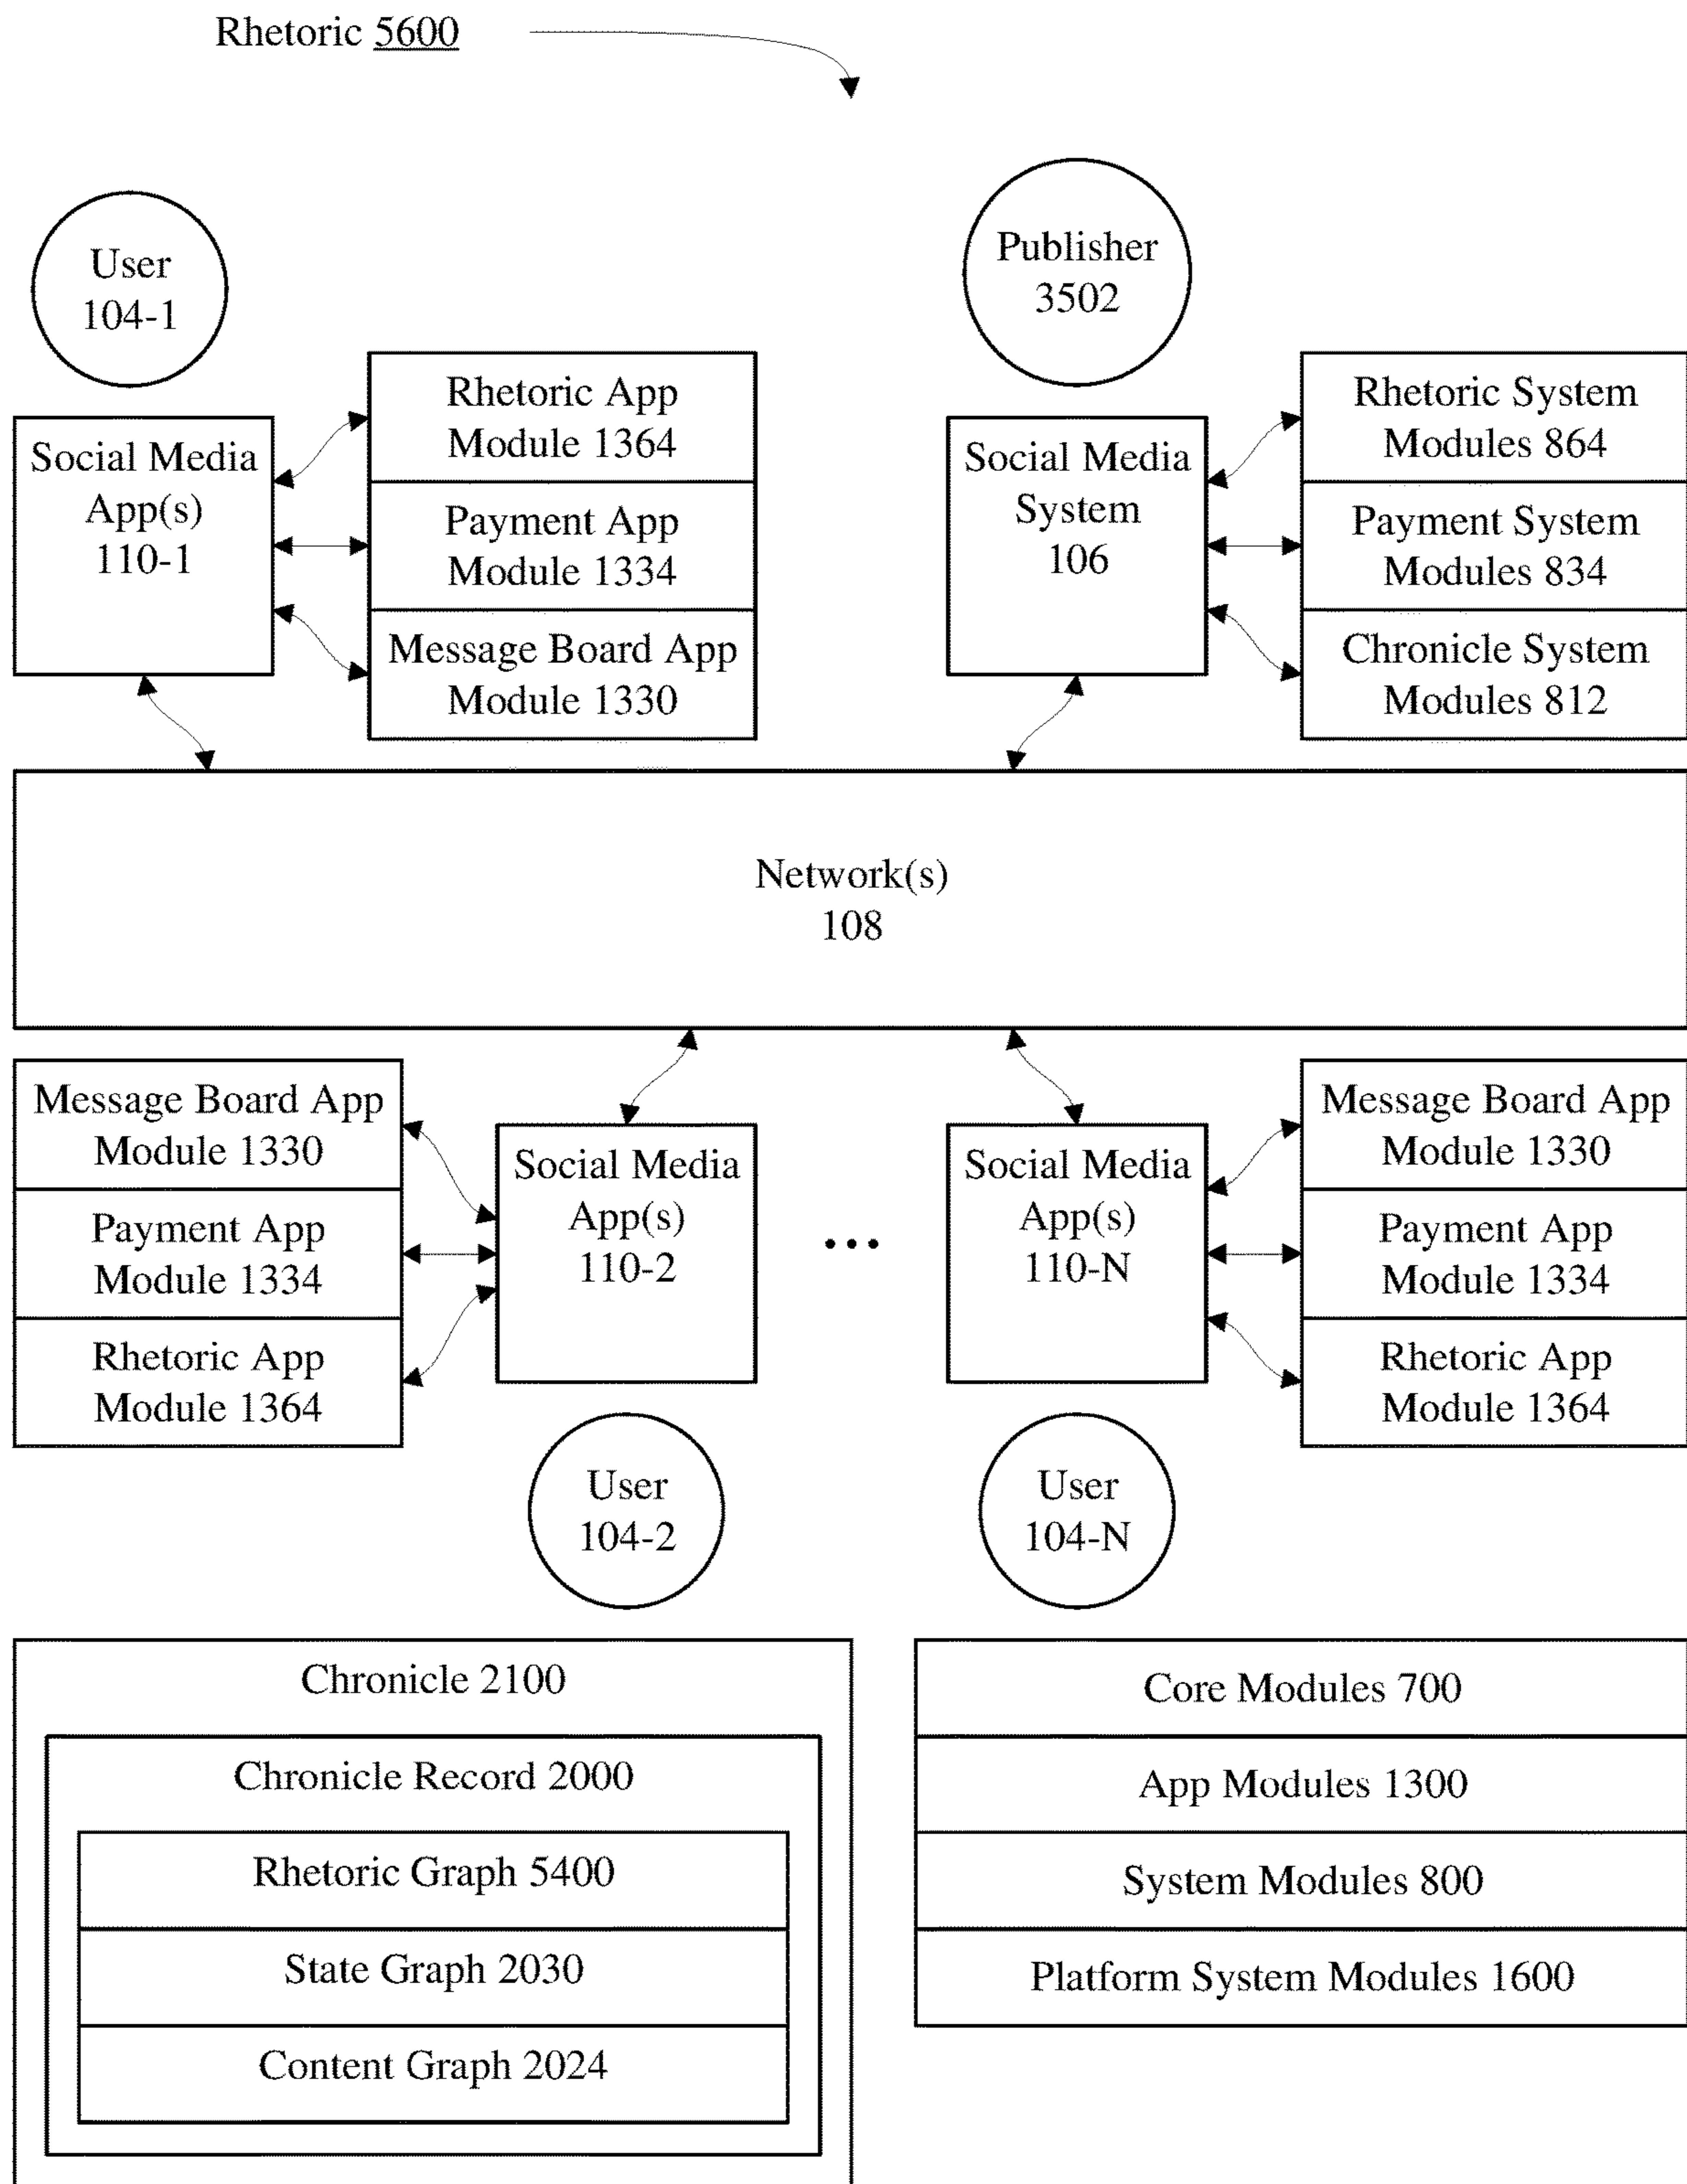 Rhetoric 5600
User
104-1
Publisher
3502
Social Media
App(s)
110-1
Rhetoric App
Module 1364
Payment App
Module 1334
Message Board App
Module 1330
Social Media
System
106
Rhetoric System
Modules 864
Payment System
Modules 834
Chronicle System
Modules 812
Network(s)
108
Message Board App
Module 1330
Payment App
Module 1334
Rhetoric App
Module 1364
Social Media
App(s)
110-2
...
Social Media
App(s)
110-N
Message Board App
Module 1330
Payment App
Module 1334
Rhetoric App
Module 1364
User
104-2
User
104-N
Chronicle 2100
Chronicle Record 2000
Rhetoric Graph 5400
State Graph 2030
Content Graph 2024
Core Modules 700
App Modules 1300
System Modules 800
Platform System Modules 1600